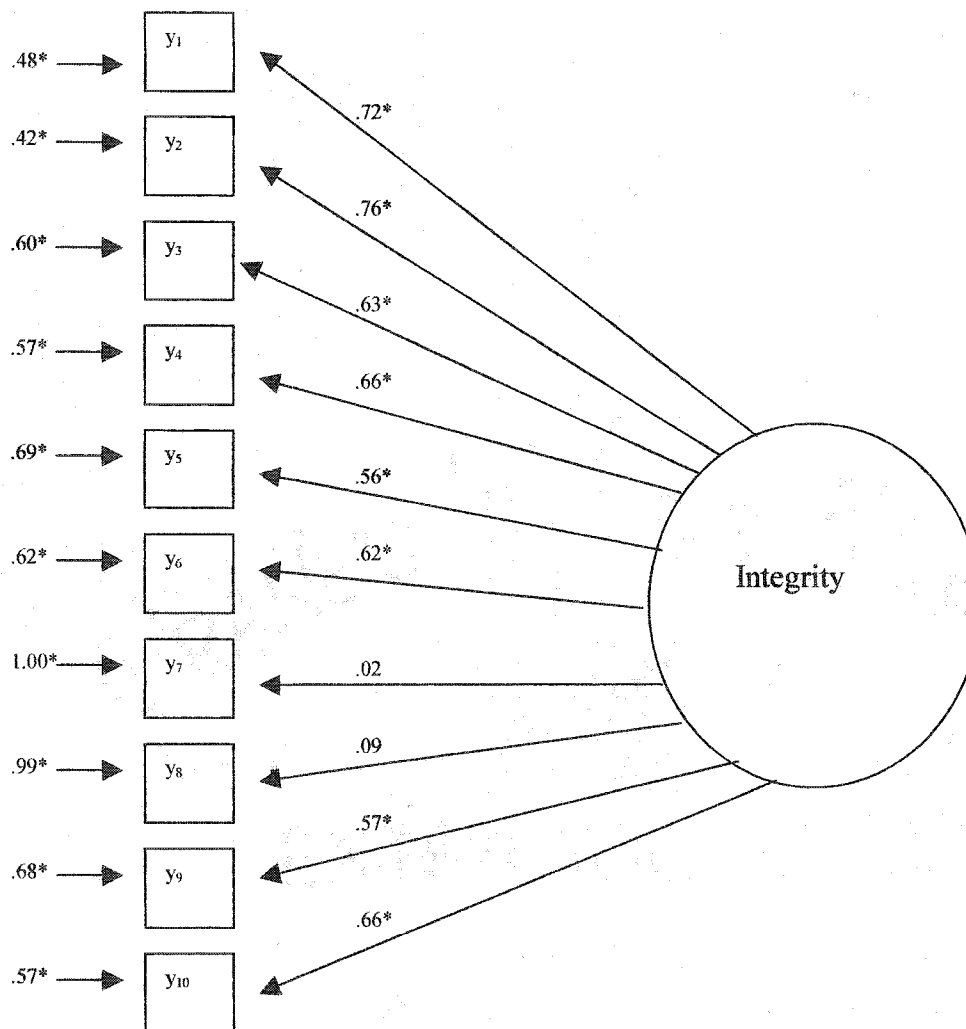 y1
.48*
.72*
.42*
y2
.76*
.60*
y3
.63*
.57*
y4
.66*
.69*
y5
.56*
.62*
y6
.62*
Integrity
1.00*
y7
.02
.99*
y8
.09
.68*
y9
.57*
.66*
.57*
y10